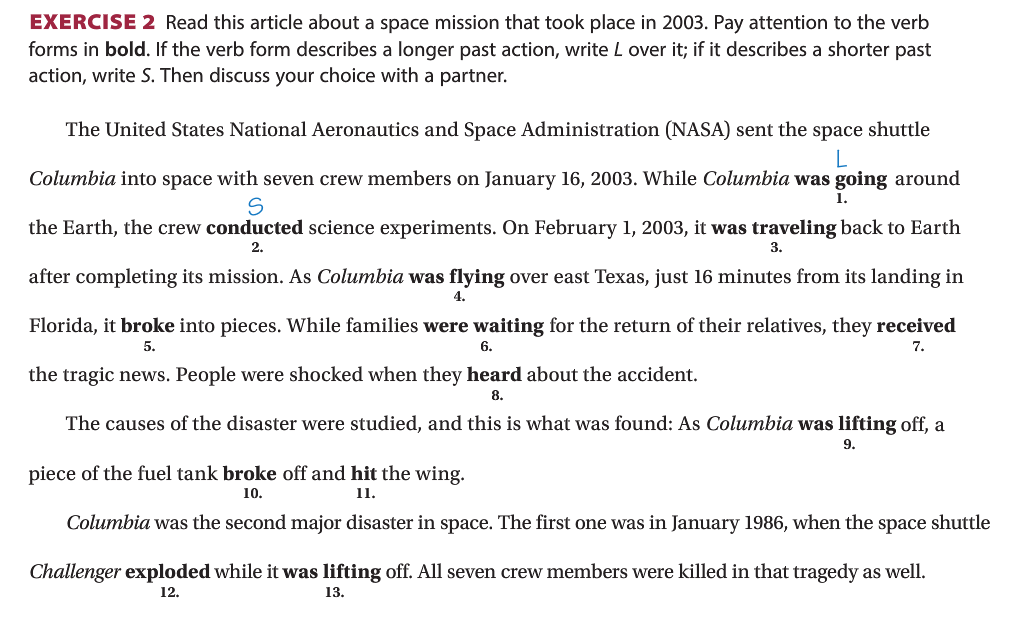 EXERCISE 2 Read this article about a space mission that took place in 2003. Pay attention to the verb
forms in bold. If the verb form describes a longer past action, write L over it; if it describes a shorter past
action, write S. Then discuss your choice with a partner.
The United States National Aeronautics and Space Administration (NASA) sent the space shuttle
L
Columbia into space with seven crew members on January 16, 2003. While Columbia was going around
1.
S
the Earth, the crew conducted science experiments. On February 1, 2003, it was traveling back to Earth
2. 3.
after completing its mission. As Columbia was flying over east Texas, just 16 minutes from its landing in
4.
Florida, it broke into pieces. While families were waiting for the return of their relatives, they received
5. 6. 7.
the tragic news. People were shocked when they heard about the accident.
8.
The causes of the disaster were studied, and this is what was found: As Columbia was lifting off, a
9.
piece of the fuel tank broke off and hit the wing.
10. 11.
Columbia was the second major disaster in space. The first one was in January 1986, when the space shuttle
Challenger exploded while it was lifting off. All seven crew members were killed in that tragedy as well.
12. 13.